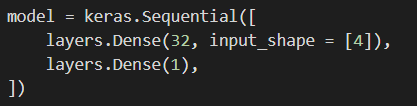 model = keras.Sequential([
    layers.Dense(32, input_shape = [4]),
    layers.Dense(1),
])